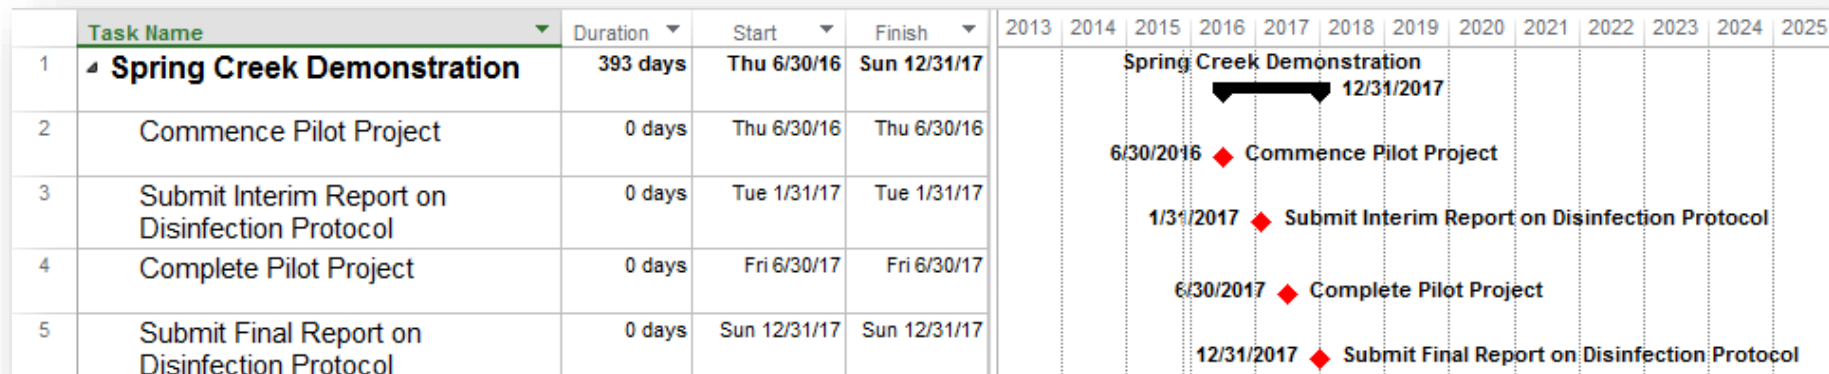 Task Name Duration Start Finish 2013 2014 2015 2016 2017 2018 2019 2020 2021 2022 2023 2024 2025
1 Spring Creek Demonstration 393 days Thu 6/30/16 Sun 12/31/17
Spring Creek Demonstration
12/31/2017
2 Commence Pilot Project 0 days Thu 6/30/16 Thu 6/30/16
6/30/2016 Commence Pilot Project
3 Submit Interim Report on 0 days Tue 1/31/17 Tue 1/31/17
Disinfection Protocol
1/31/2017 Submit Interim Report on Disinfection Protocol
4 Complete Pilot Project 0 days Fri 6/30/17 Fri 6/30/17
6/30/2017 Complete Pilot Project
5 Submit Final Report on 0 days Sun 12/31/17 Sun 12/31/17
Disinfection Protocol
12/31/2017 Submit Final Report on Disinfection Protocol